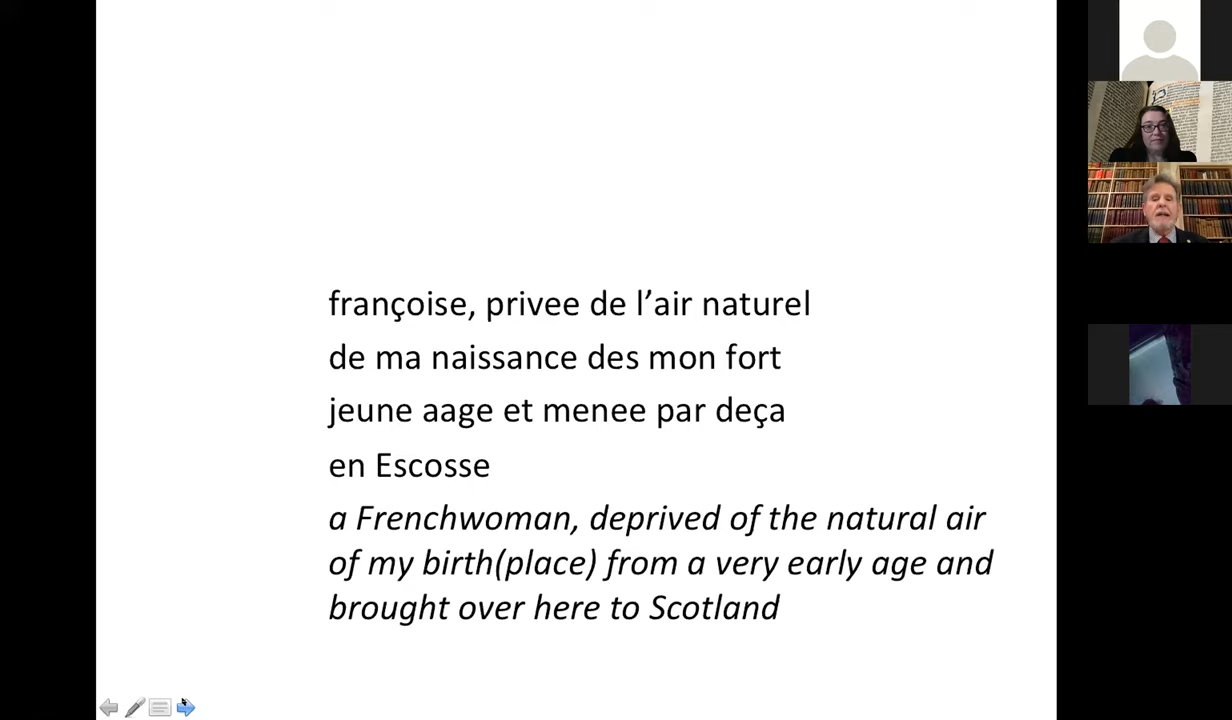 françoise, privee de l’air naturel
de ma naissance des mon fort
jeune aage et menee par deça
en Escosse
a Frenchwoman, deprived of the natural air
of my birth(place) from a very early age and
brought over here to Scotland